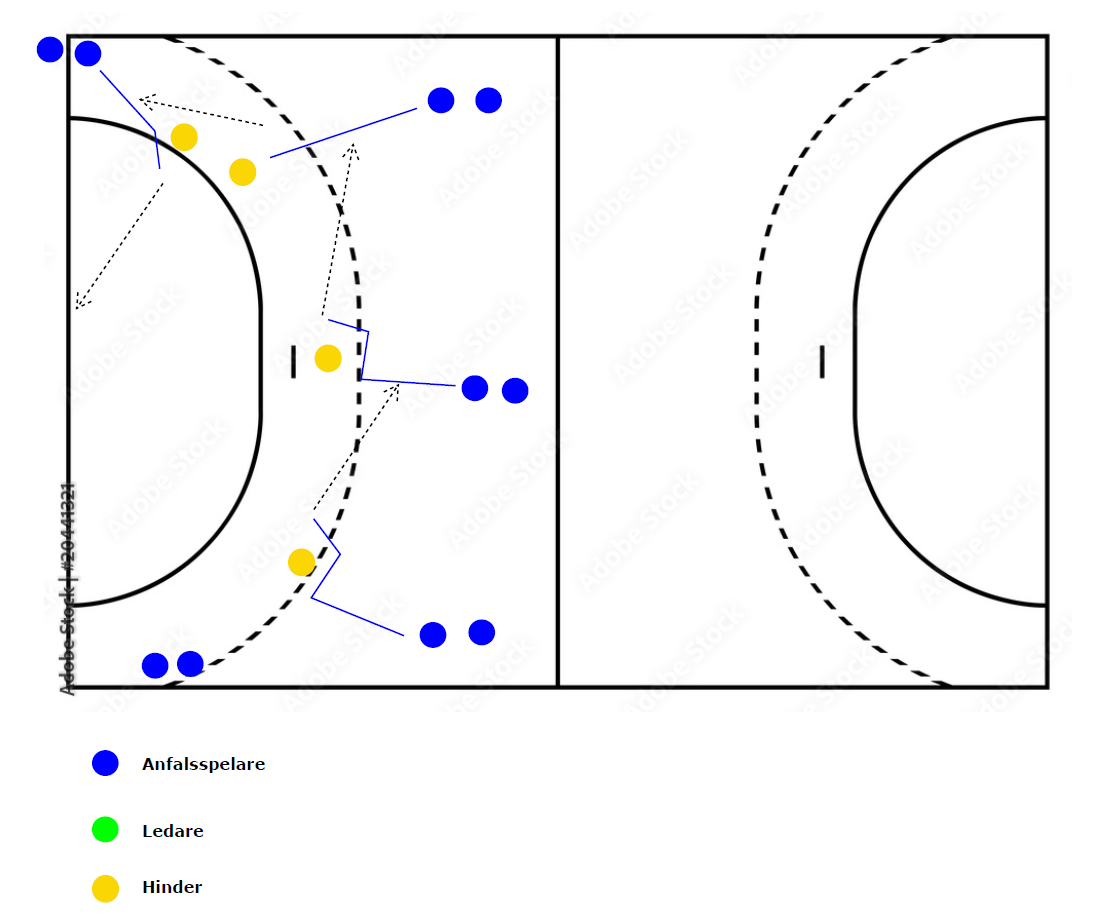 Adobe Stock | #20441321
Anfalsspelare
Ledare
Hinder